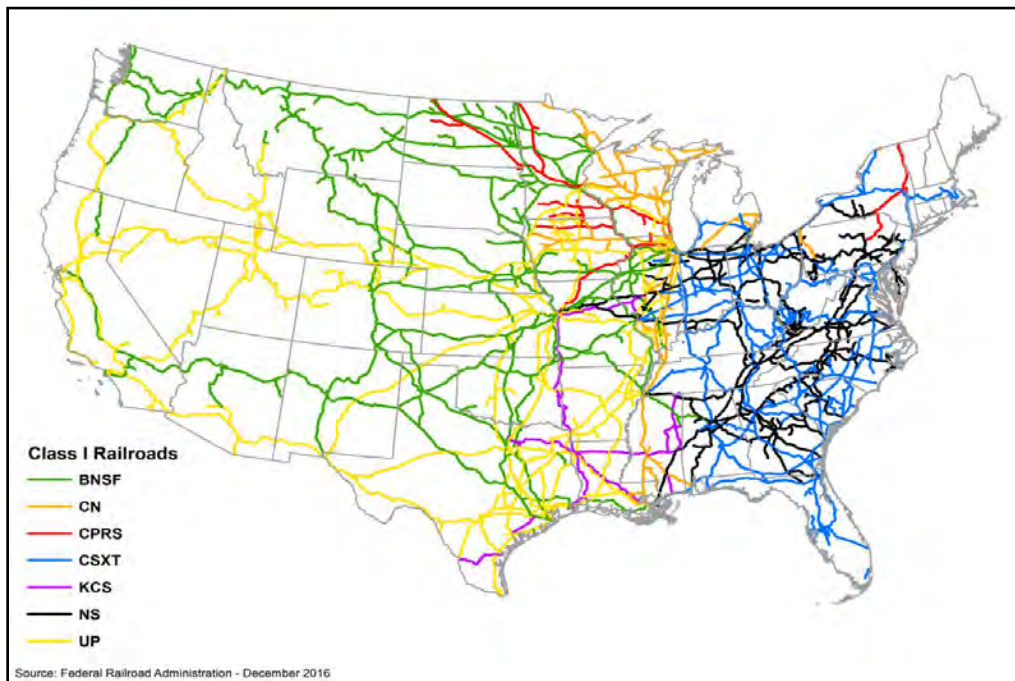 Class I Railroads
BNSF
CN
CPRS
CSXT
KCS
NS
UP
Source: Federal Railroad Administration - December 2016